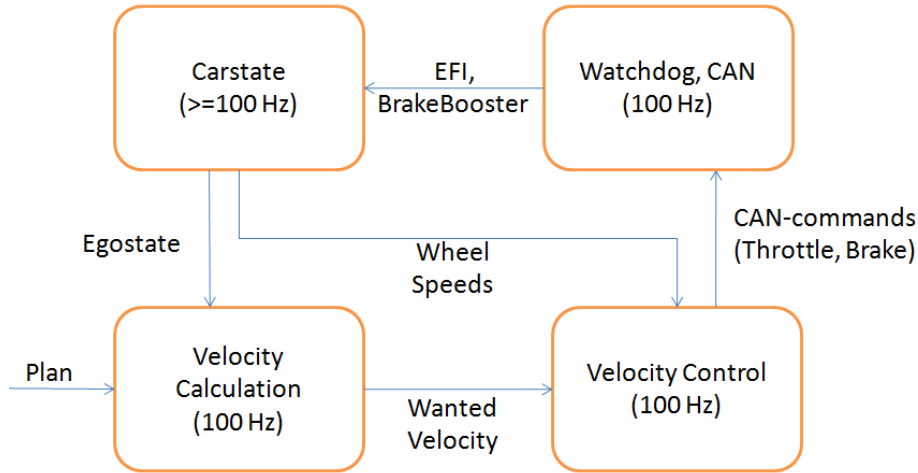 Carstate
(>=100 Hz)
EFI,
BrakeBooster
Watchdog, CAN
(100 Hz)
Egostate
Wheel
Speeds
CAN-commands
(Throttle, Brake)
Plan
Velocity
Calculation
(100 Hz)
Wanted
Velocity
Velocity Control
(100 Hz)